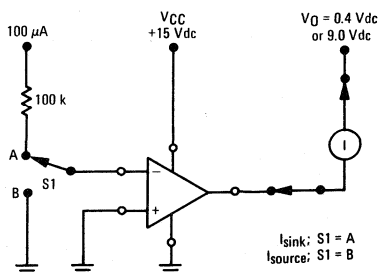 100 µA
100 k
A
B
S1
VCC
+15 Vdc
−
+
VO = 0.4 Vdc
or 9.0 Vdc
I
Isink; S1 = A
Isource; S1 = B